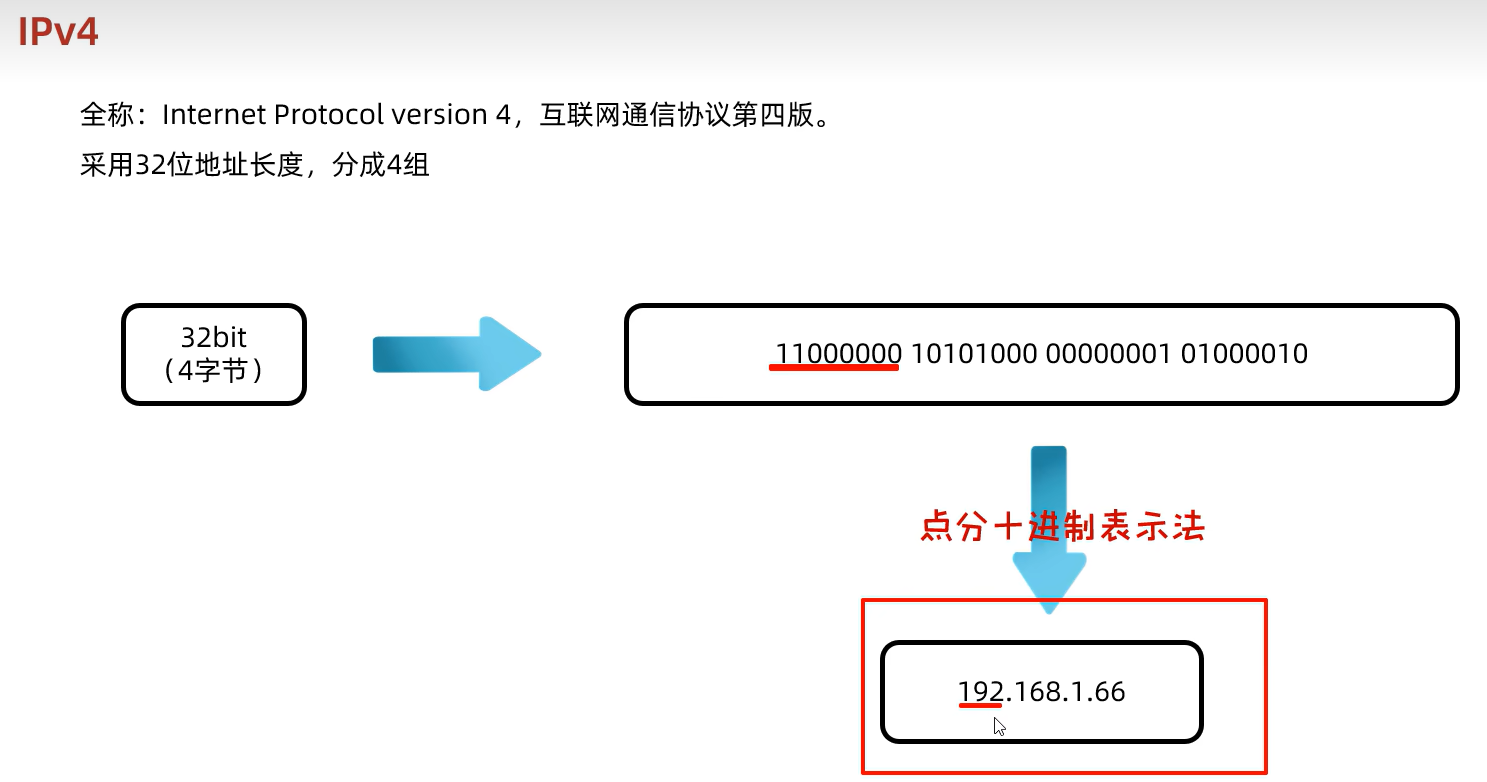 IPv4
全称：Internet Protocol version 4，互联网通信协议第四版。
采用32位地址长度，分成4组
32bit
（4字节）
11000000 10101000 00000001 01000010
点分十进制表示法
192.168.1.66